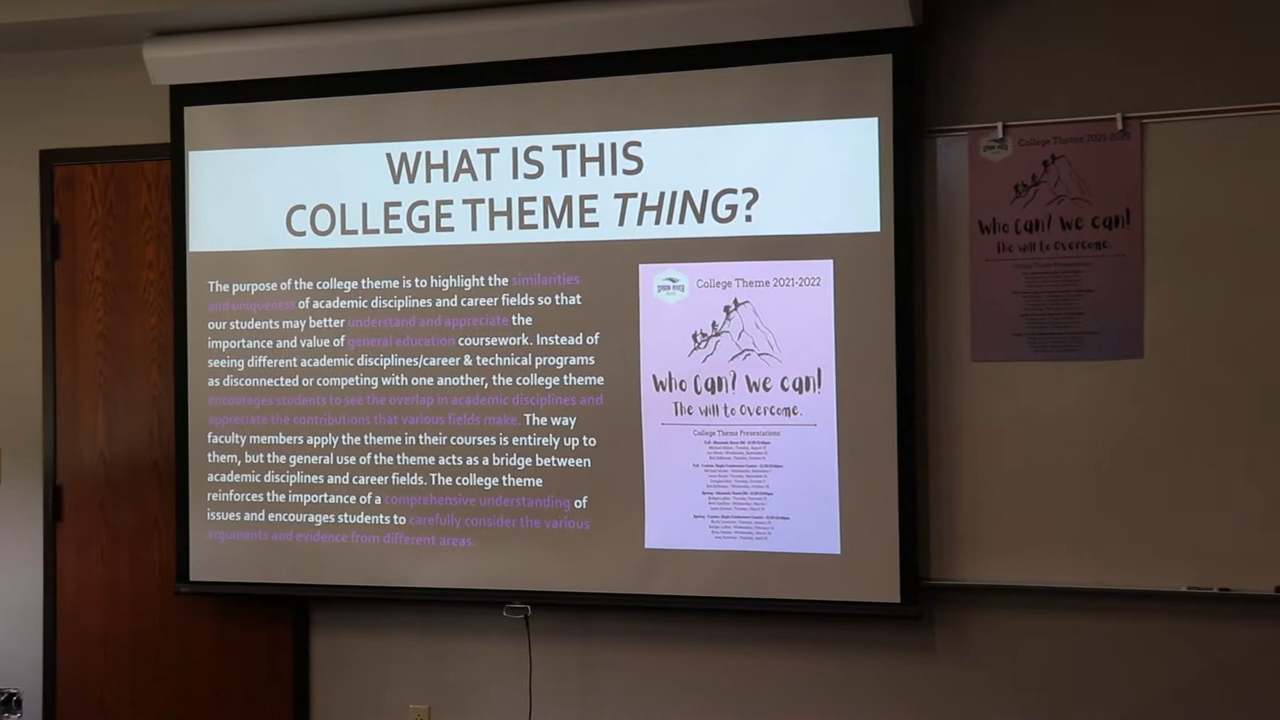 WHAT IS THIS
COLLEGE THEME THING?
The purpose of the college theme is to highlight the similarities
and uniqueness of academic disciplines and career fields so that
our students may better understand and appreciate the
importance and value of general education coursework. Instead of
seeing different academic disciplines/career & technical programs
as disconnected or competing with one another, the college theme
encourages students to see the overlap in academic disciplines and
appreciate the contributions that various fields make. The way
faculty members apply the theme in their courses is entirely up to
them, but the general use of the theme acts as a bridge between
academic disciplines and career fields. The college theme
reinforces the importance of a comprehensive understanding of
issues and encourages students to carefully consider the various
arguments and evidence from different areas.
SPOON RIVER
College Theme 2021-2022
Who Can? We can!
The Will to Overcome.
College Theme Presentations
College Theme 2021-2022
Who Can? We can!
The Will to Overcome.
College Theme Presentations